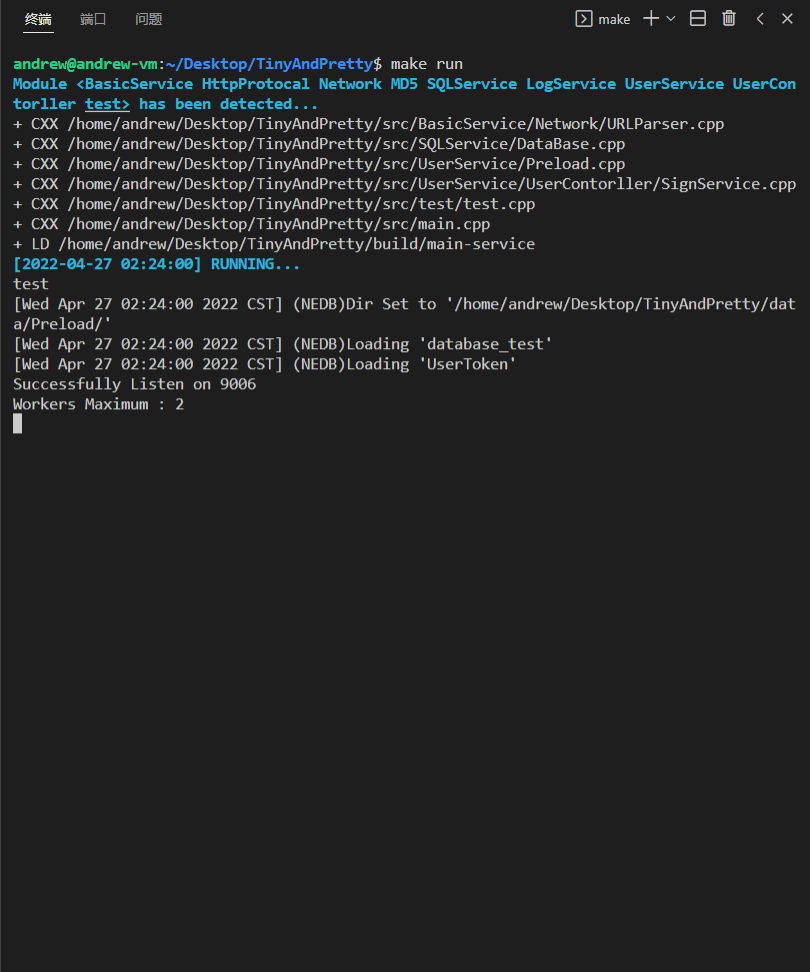 终端 端口 问题 make
andrew@andrew-vm:~/Desktop/TinyAndPretty$ make run
Module <BasicService HttpProtocal Network MD5 SQLService LogService UserService UserCon
torller test> has been detected...
+ CXX /home/andrew/Desktop/TinyAndPretty/src/BasicService/Network/URLParser.cpp
+ CXX /home/andrew/Desktop/TinyAndPretty/src/SQLService/DataBase.cpp
+ CXX /home/andrew/Desktop/TinyAndPretty/src/UserService/Preload.cpp
+ CXX /home/andrew/Desktop/TinyAndPretty/src/UserService/UserContorller/SignService.cpp
+ CXX /home/andrew/Desktop/TinyAndPretty/src/test/test.cpp
+ CXX /home/andrew/Desktop/TinyAndPretty/src/main.cpp
+ LD /home/andrew/Desktop/TinyAndPretty/build/main-service
[2022-04-27 02:24:00] RUNNING...
test
[Wed Apr 27 02:24:00 2022 CST] (NEDB)Dir Set to '/home/andrew/Desktop/TinyAndPretty/dat
a/Preload/'
[Wed Apr 27 02:24:00 2022 CST] (NEDB)Loading 'database_test'
[Wed Apr 27 02:24:00 2022 CST] (NEDB)Loading 'UserToken'
Successfully Listen on 9006
Workers Maximum : 2